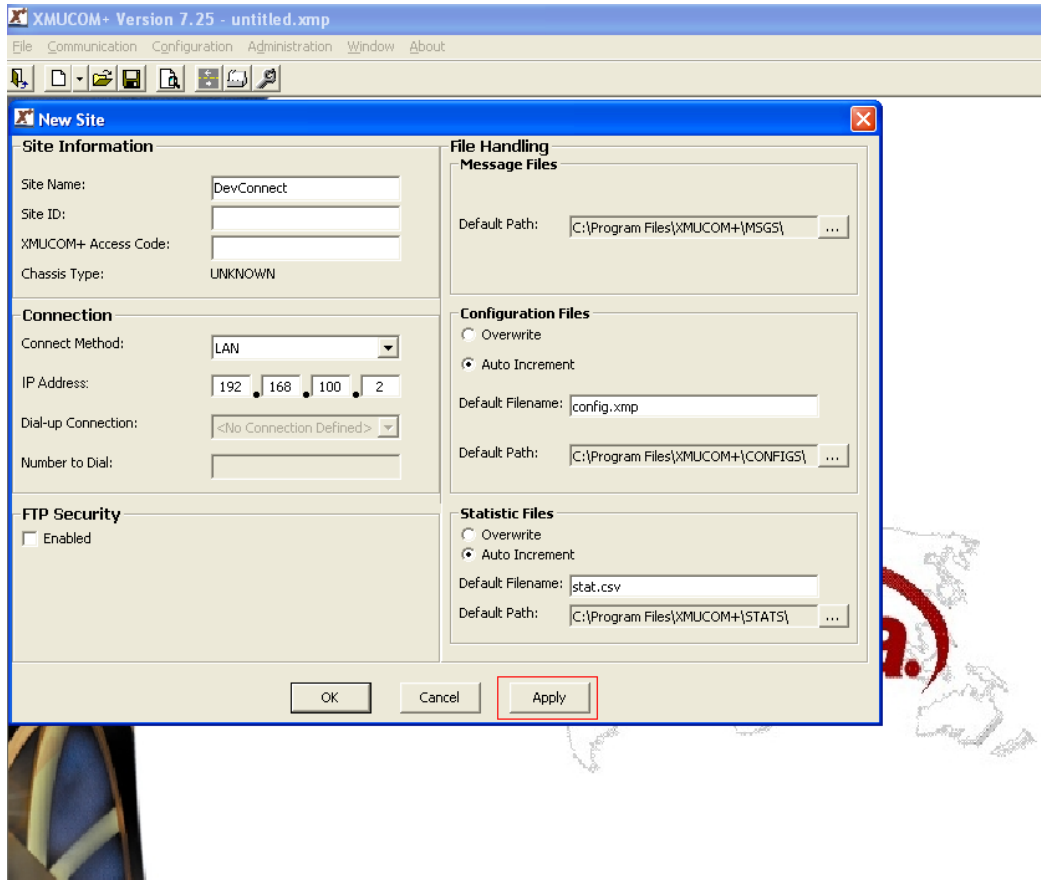 XMUCOM+ Version 7.25 - untitled.xmp
File Communication Configuration Administration Window About
New Site
Site Information
Site Name: DevConnect
Site ID:
XMUCOM+ Access Code:
Chassis Type: UNKNOWN
Connection
Connect Method: LAN
IP Address: 192 . 168 . 100 . 2
Dial-up Connection: <No Connection Defined>
Number to Dial:
FTP Security
Enabled
File Handling
Message Files
Default Path: C:\Program Files\XMUCOM+\MSGS\ ...
Configuration Files
Overwrite
Auto Increment
Default Filename: config.xmp
Default Path: C:\Program Files\XMUCOM+\CONFIGS\ ...
Statistic Files
Overwrite
Auto Increment
Default Filename: stat.csv
Default Path: C:\Program Files\XMUCOM+\STATS\ ...
OK Cancel Apply
a.